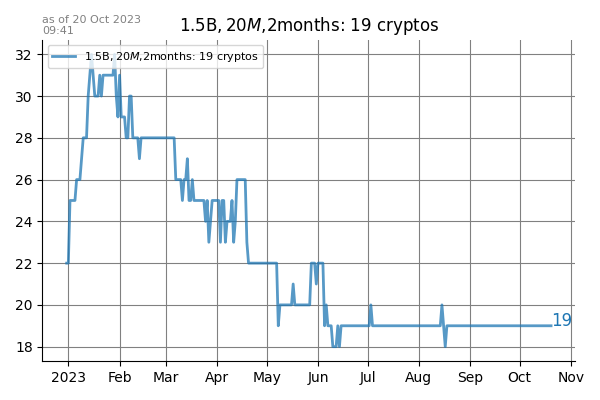 as of 20 Oct 2023
09:41
1.5B, 20M,2months: 19 cryptos
1.5B, 20M,2months: 19 cryptos
32
30
28
26
24
22
20
18
19
2023 Feb Mar Apr May Jun Jul Aug Sep Oct Nov